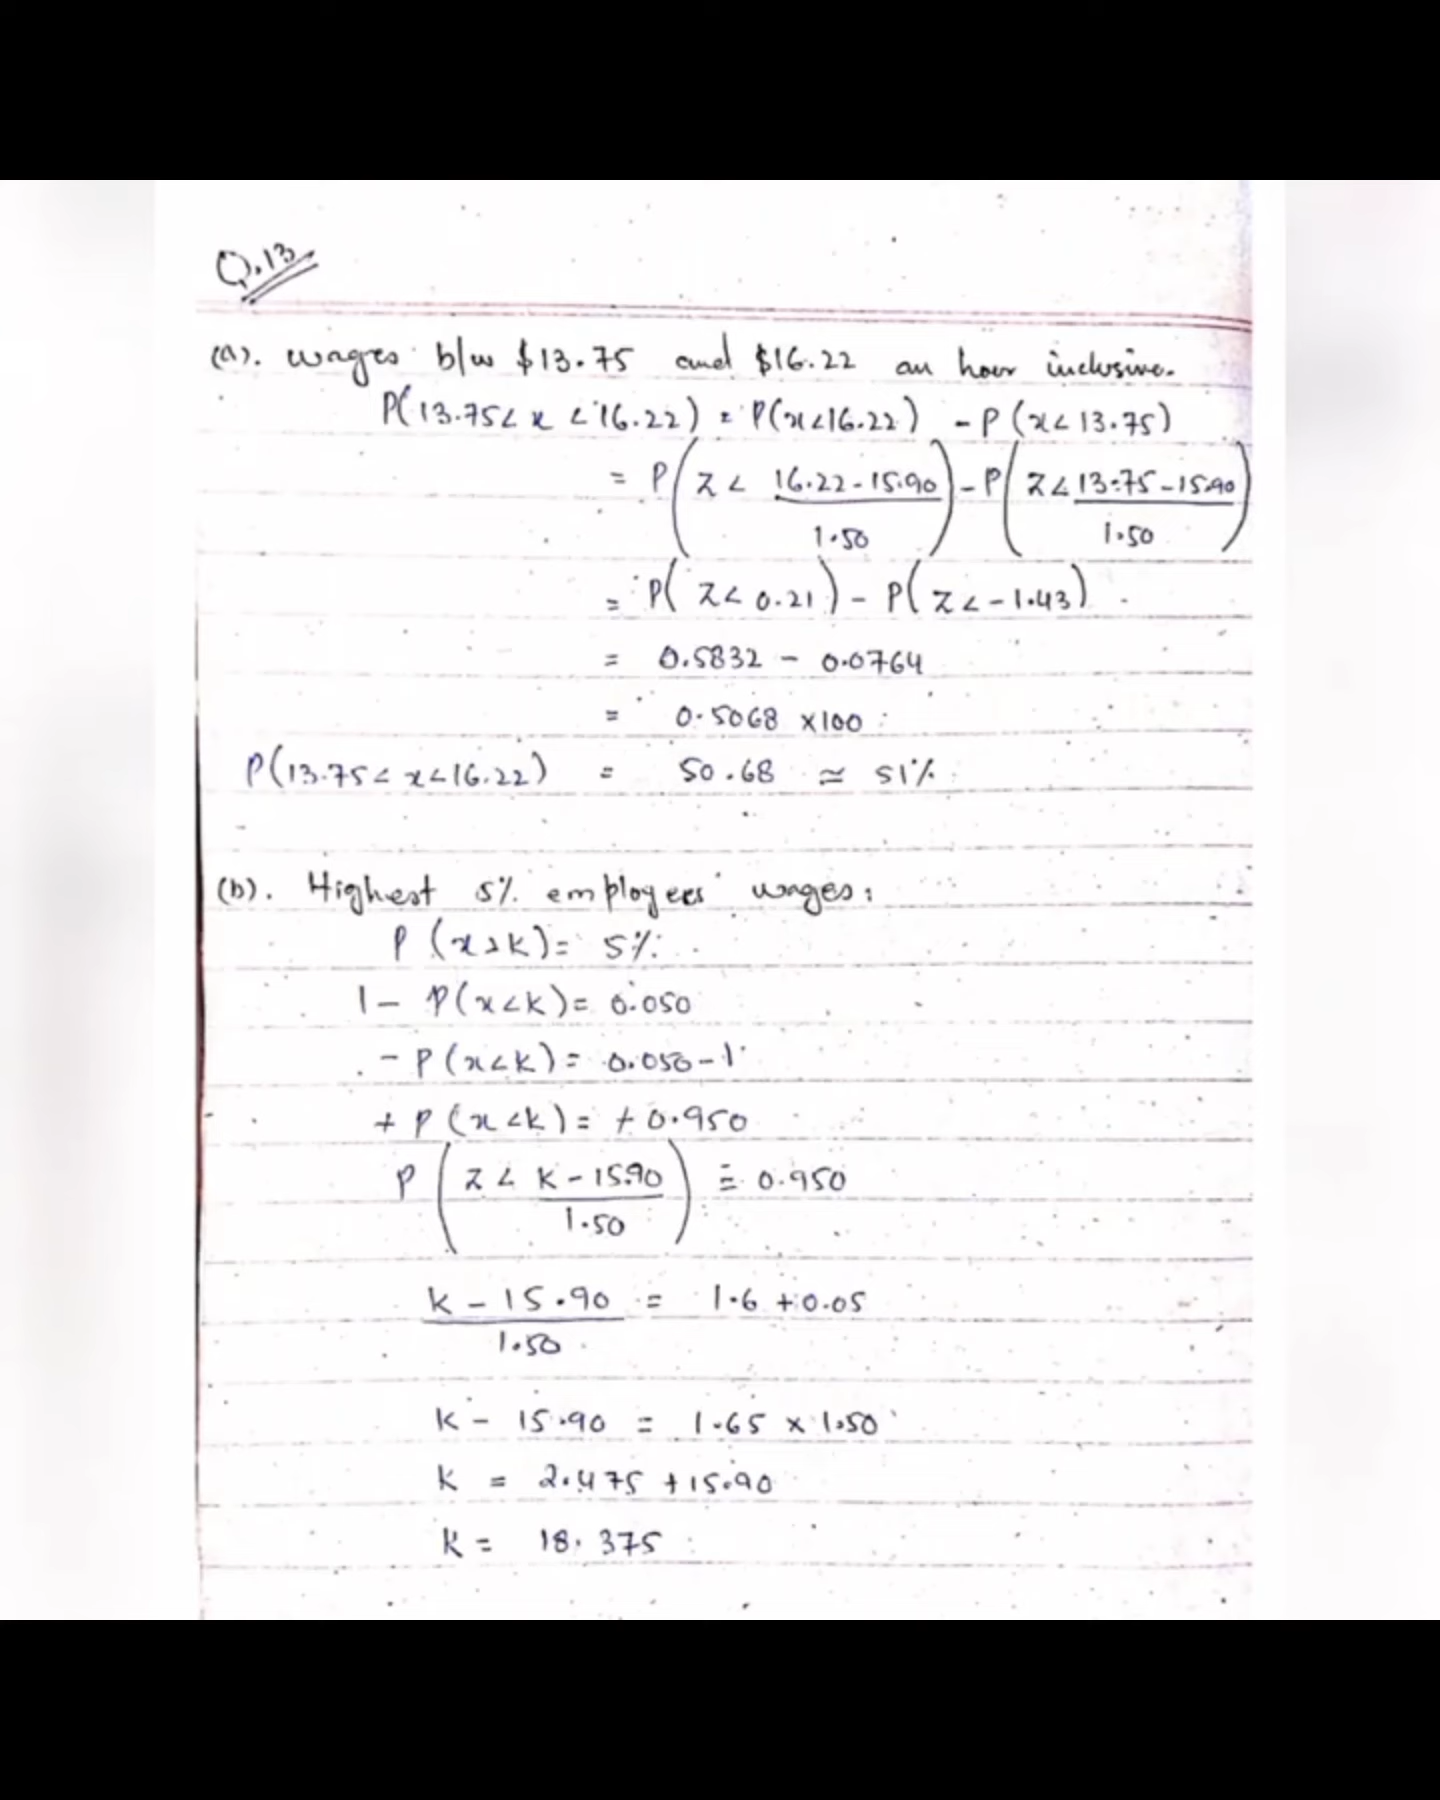 Q.13
(a). wages b/w $13.75 and $16.22 an hour inclusive.
P(13.75< x <16.22) = P(x<16.22) - P(x<13.75)
= P(Z < 16.22-15.90 / 1.50) - P(Z < 13.75-15.90 / 1.50)
= P(Z < 0.21) - P(Z < -1.43)
= 0.5832 - 0.0764
= 0.5068 x100
P(13.75< x<16.22) = 50.68 ≃ 51%
(b). Highest 5% employees' wages:
P(x>k) = 5%.
1 - P(x<k) = 0.050
- P(x<k) = 0.050-1
+ P(x<k) = +0.950
P(Z < k-15.90 / 1.50) = 0.950
k - 15.90 / 1.50 = 1.6 +0.05
k - 15.90 = 1.65 x 1.50
k = 2.475 +15.90
k = 18.375